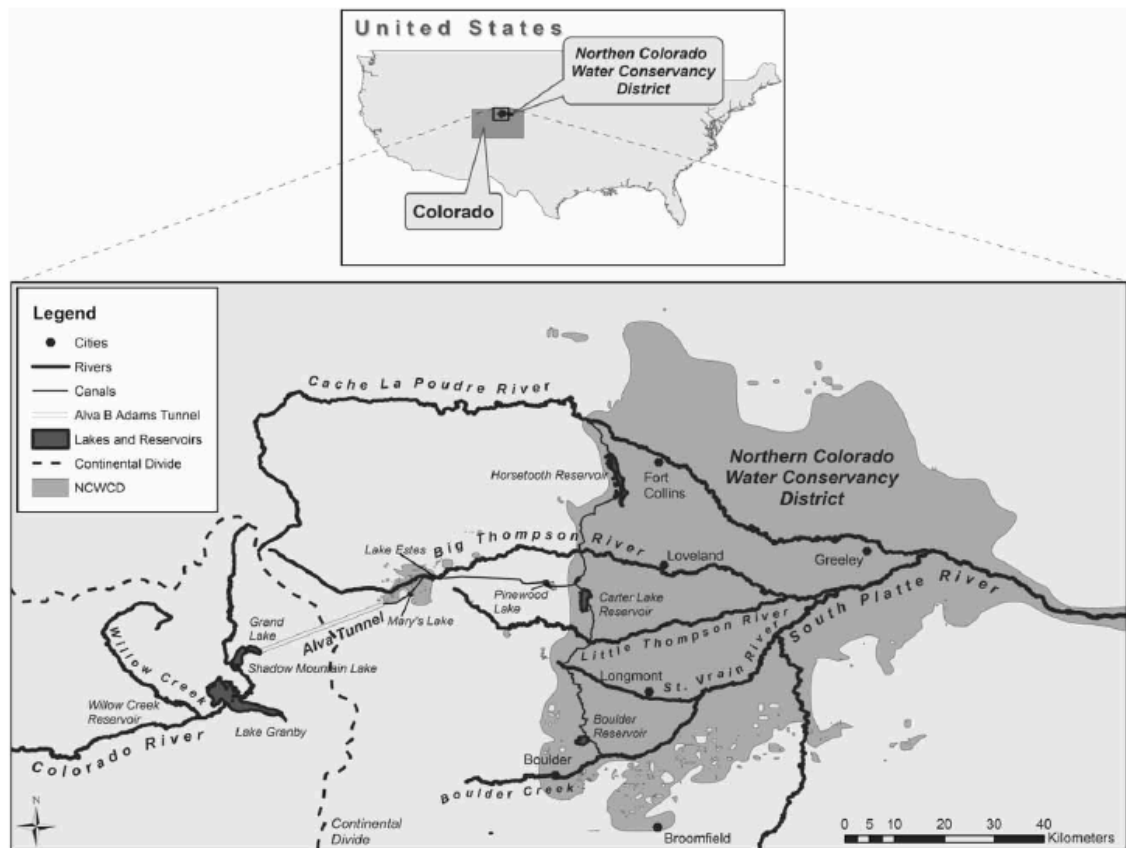 United States
Northen Colorado
Water Conservancy
District
Colorado
Legend
Cities
Rivers
Canals
Alva B Adams Tunnel
Lakes and Reservoirs
Continental Divide
NCWCD
Cache La Poudre River
Horsetooth Reservoir
Fort
Collins
Northern Colorado
Water Conservancy
District
Lake Estes
Big Thompson River
Loveland
Greeley
Pinewood
Lake
Carter Lake
Reservoir
South Platte River
Mary's Lake
Alva Tunnel
Grand
Lake
Shadow Mountain Lake
Little Thompson River
Willow Creek
St. Vrain River
Longmont
Willow Creek
Reservoir
Lake Granby
Colorado River
Boulder
Reservoir
Boulder
Boulder Creek
N
Continental
Divide
Broomfield
0 5 10 20 30 40
Kilometers